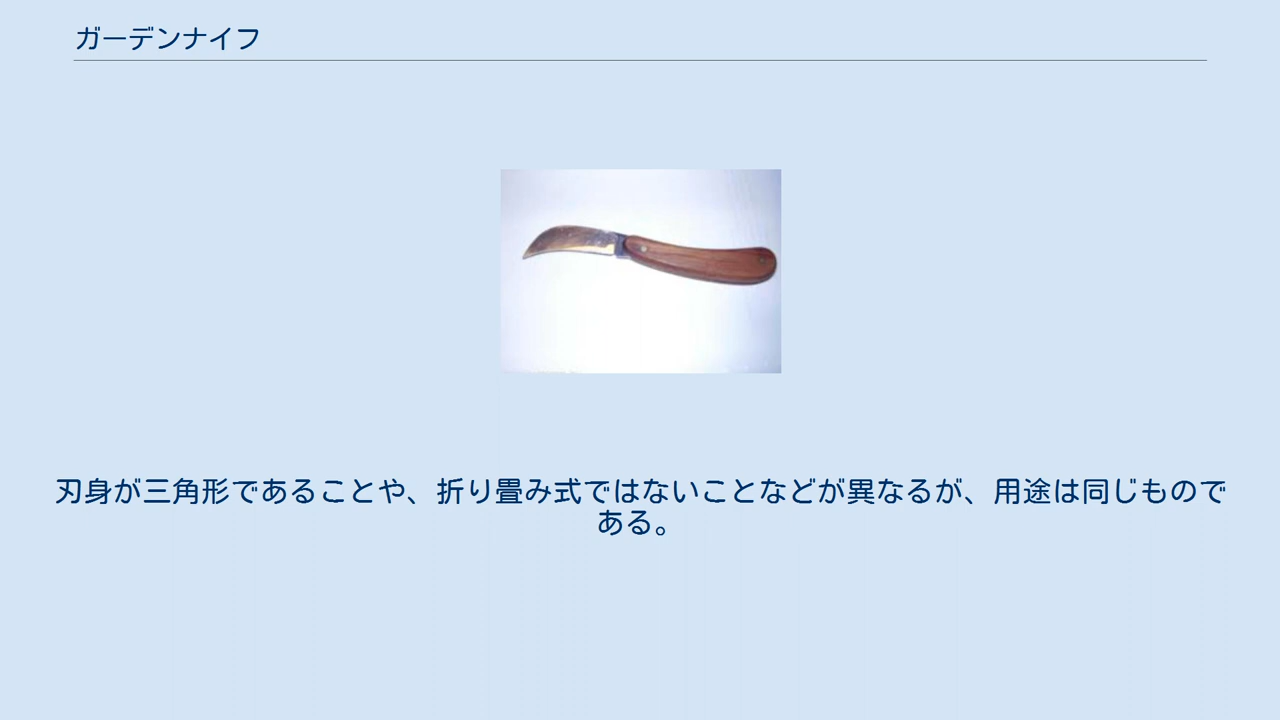 ガーデンナイフ
刃身が三角形であることや、折り畳み式ではないことなどが異なるが、用途は同じもので
ある。